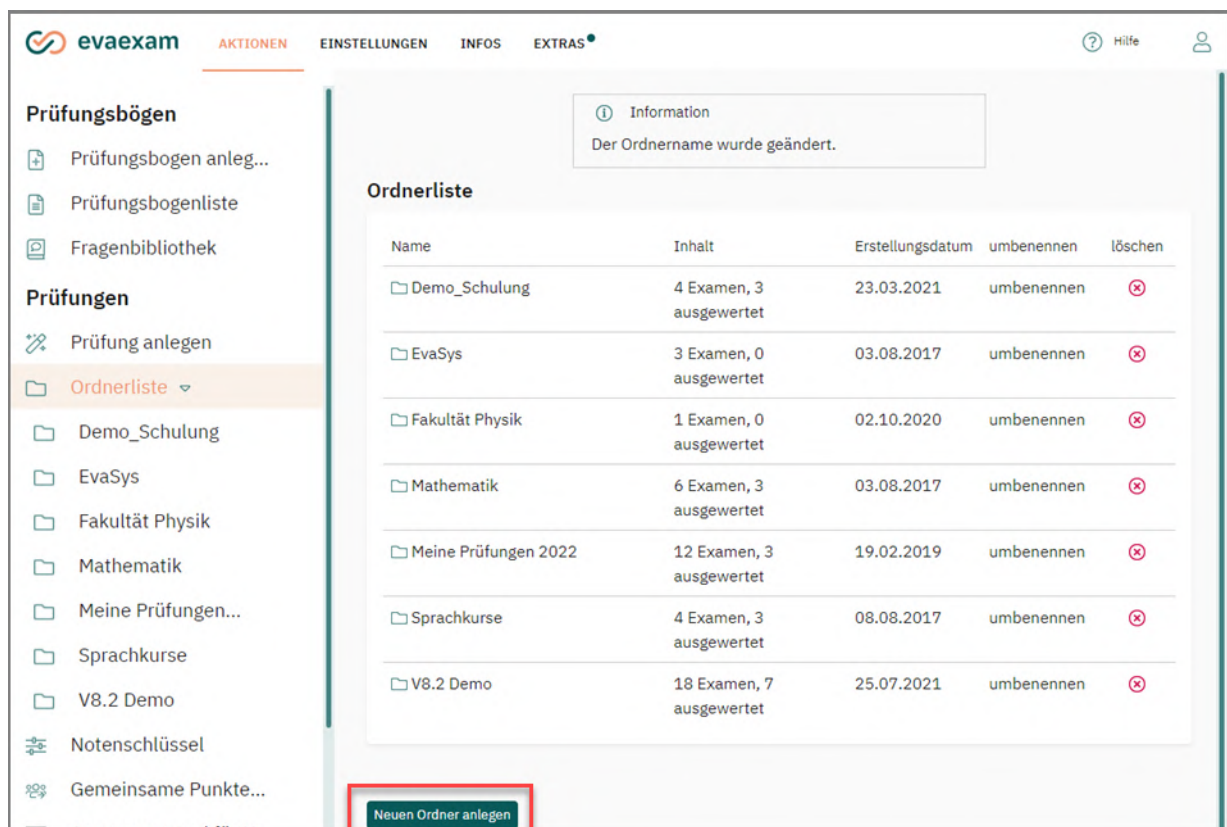 evaexam AKTIONEN EINSTELLUNGEN INFOS EXTRAS Hilfe
Prüfungsbögen
Prüfungsbogen anleg...
Prüfungsbogenliste
Fragenbibliothek
Prüfungen
Prüfung anlegen
Ordnerliste
Demo_Schulung
EvaSys
Fakultät Physik
Mathematik
Meine Prüfungen...
Sprachkurse
V8.2 Demo
Notenschlüssel
Gemeinsame Punkte...
Information
Der Ordnername wurde geändert.
Ordnerliste
Name Inhalt Erstellungsdatum umbenennen löschen
Demo_Schulung 4 Examen, 3 23.03.2021 umbenennen
ausgewertet
EvaSys 3 Examen, 0 03.08.2017 umbenennen
ausgewertet
Fakultät Physik 1 Examen, 0 02.10.2020 umbenennen
ausgewertet
Mathematik 6 Examen, 3 03.08.2017 umbenennen
ausgewertet
Meine Prüfungen 2022 12 Examen, 3 19.02.2019 umbenennen
ausgewertet
Sprachkurse 4 Examen, 3 08.08.2017 umbenennen
ausgewertet
V8.2 Demo 18 Examen, 7 25.07.2021 umbenennen
ausgewertet
Neuen Ordner anlegen